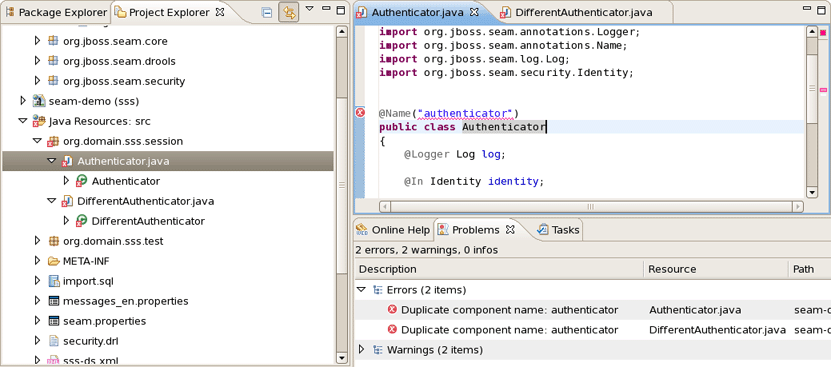 Package Explorer
Project Explorer
org.jboss.seam.core
org.jboss.seam.drools
org.jboss.seam.security
seam-demo (sss)
Java Resources: src
org.domain.sss.session
Authenticator.java
Authenticator
DifferentAuthenticator.java
DifferentAuthenticator
org.domain.sss.test
META-INF
import.sql
messages_en.properties
seam.properties
security.drl
sss-ds.xml
Authenticator.java
DifferentAuthenticator.java
import org.jboss.seam.annotations.Logger;
import org.jboss.seam.annotations.Name;
import org.jboss.seam.log.Log;
import org.jboss.seam.security.Identity;
@Name("authenticator")
public class Authenticator
{
@Logger Log log;
@In Identity identity;
Online Help
Problems
Tasks
2 errors, 2 warnings, 0 infos
Description Resource Path
Errors (2 items)
Duplicate component name: authenticator Authenticator.java seam-d
Duplicate component name: authenticator DifferentAuthenticator.java seam-d
Warnings (2 items)